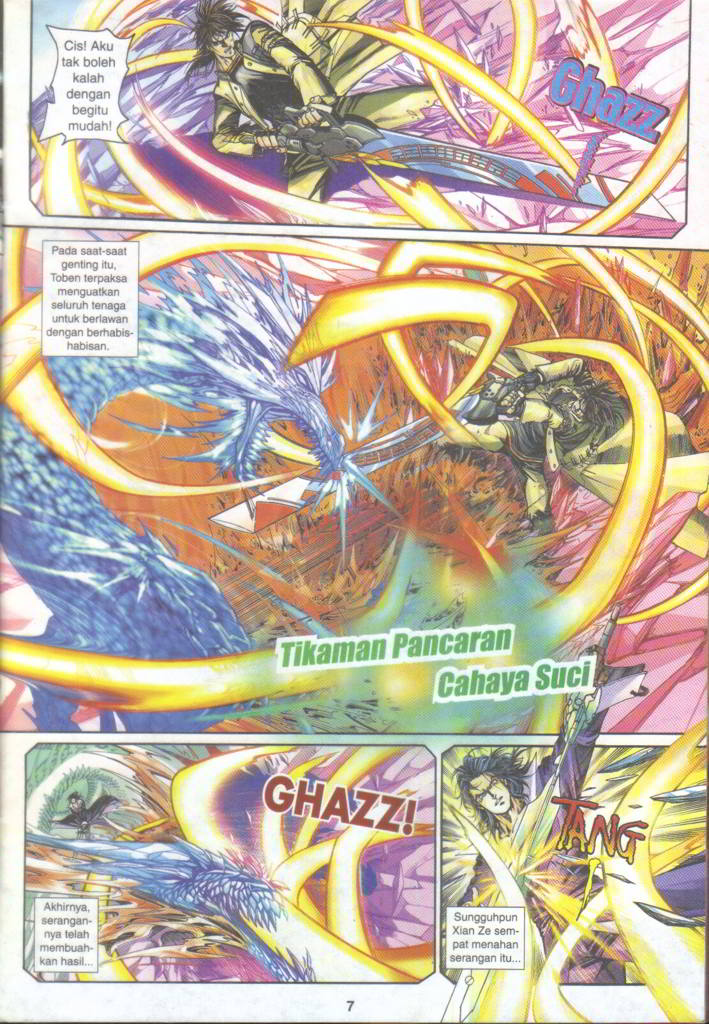 Cis! Aku
tak boleh
kalah
dengan
begitu
mudah!
Ghazz
Pada saat-saat
genting itu,
Toben terpaksa
menguatkan
seluruh tenaga
untuk berlawan
dengan berhabis-
habisan.
Tikaman Pancaran
Cahaya Suci
GHAZZ!
Akhirnya,
serangan-
nya telah
membuah-
kan hasil...
TANG
Sungguhpun
Xian Ze sem-
pat menahan
serangan itu...
7